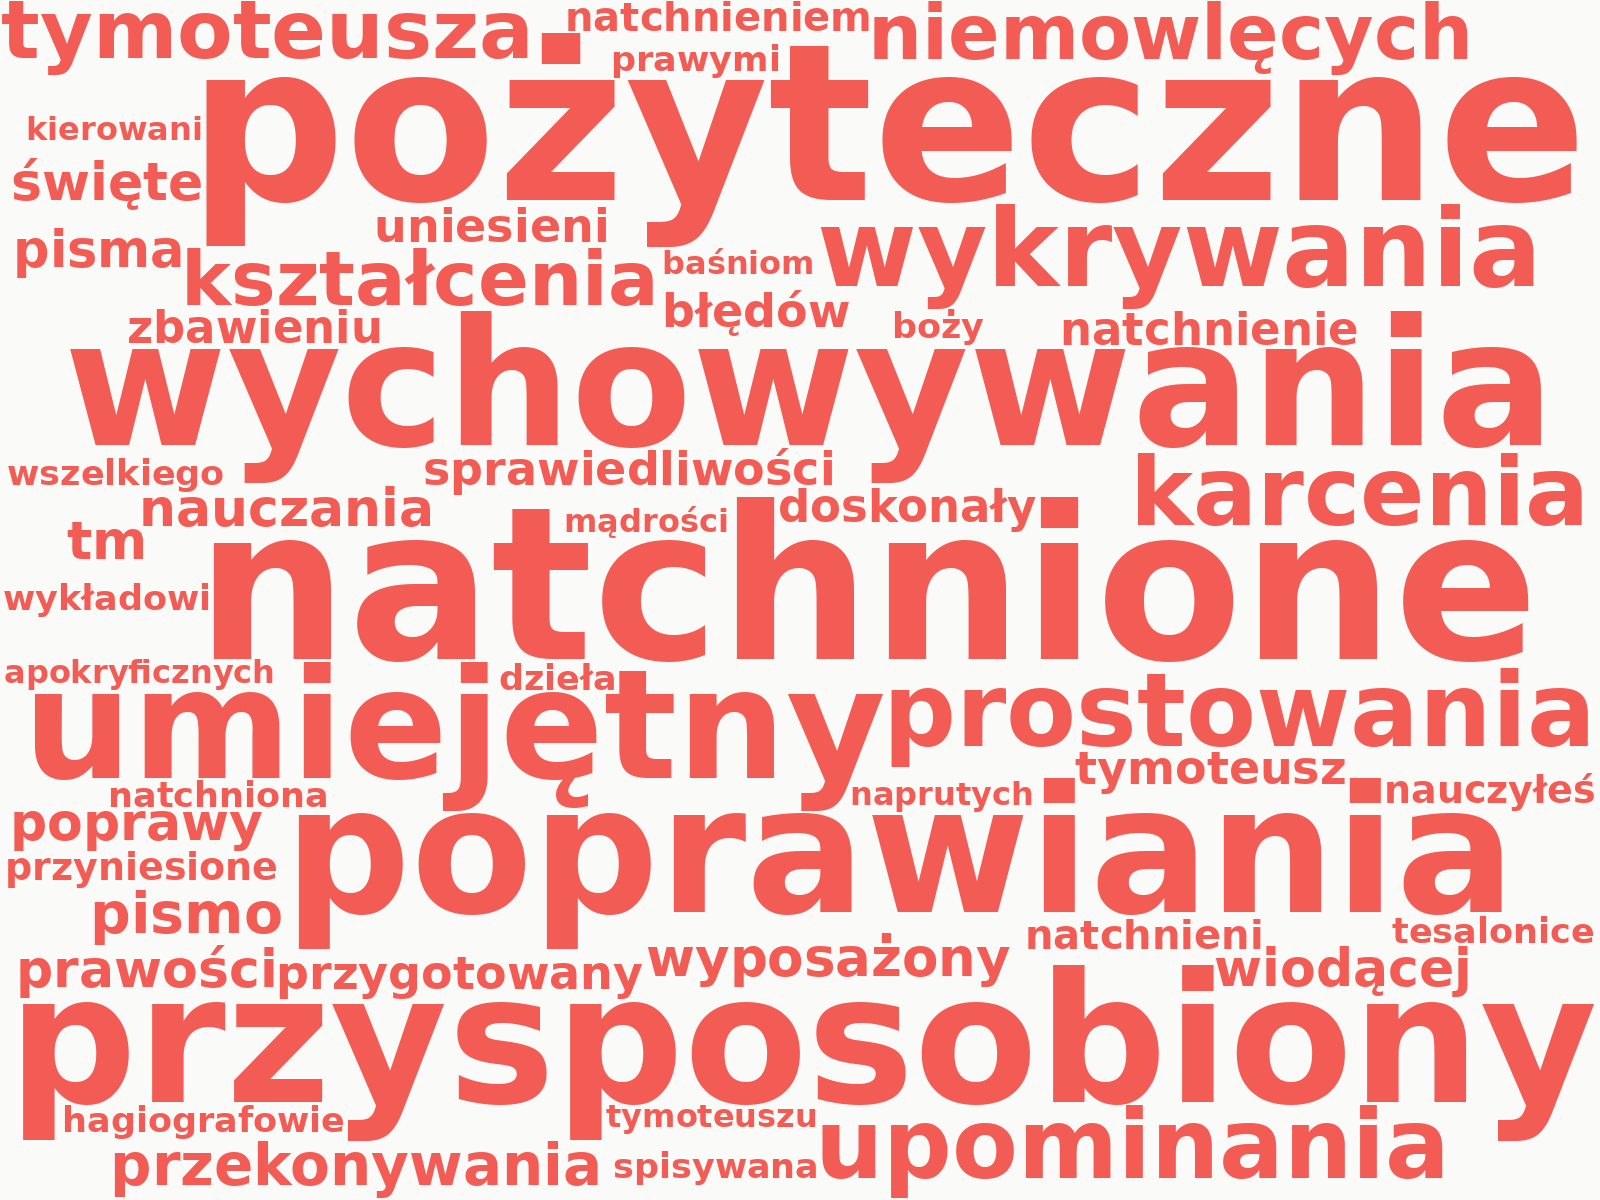 tymoteusza
natchnieniem
niemowlęcych
prawymi
pożyteczne
kierowani
święte
uniesieni
wykrywania
pisma
kształcenia
baśniom
błędów
zbawieniu
boży
natchnienie
wychowywania
wszelkiego
sprawiedliwości
karcenia
nauczania
mądrości
doskonały
tm
natchnione
wykładowi
apokryficznych
dzieła
umiejętny
prostowania
tymoteusz
natchniona
naprutych
nauczyłeś
poprawy
poprawiania
przyniesione
pismo
natchnieni
tesalonice
prawości
przygotowany
wyposażony
wiodącej
przysposobiony
hagiografowie
tymoteuszu
upominania
przekonywania
spisywana